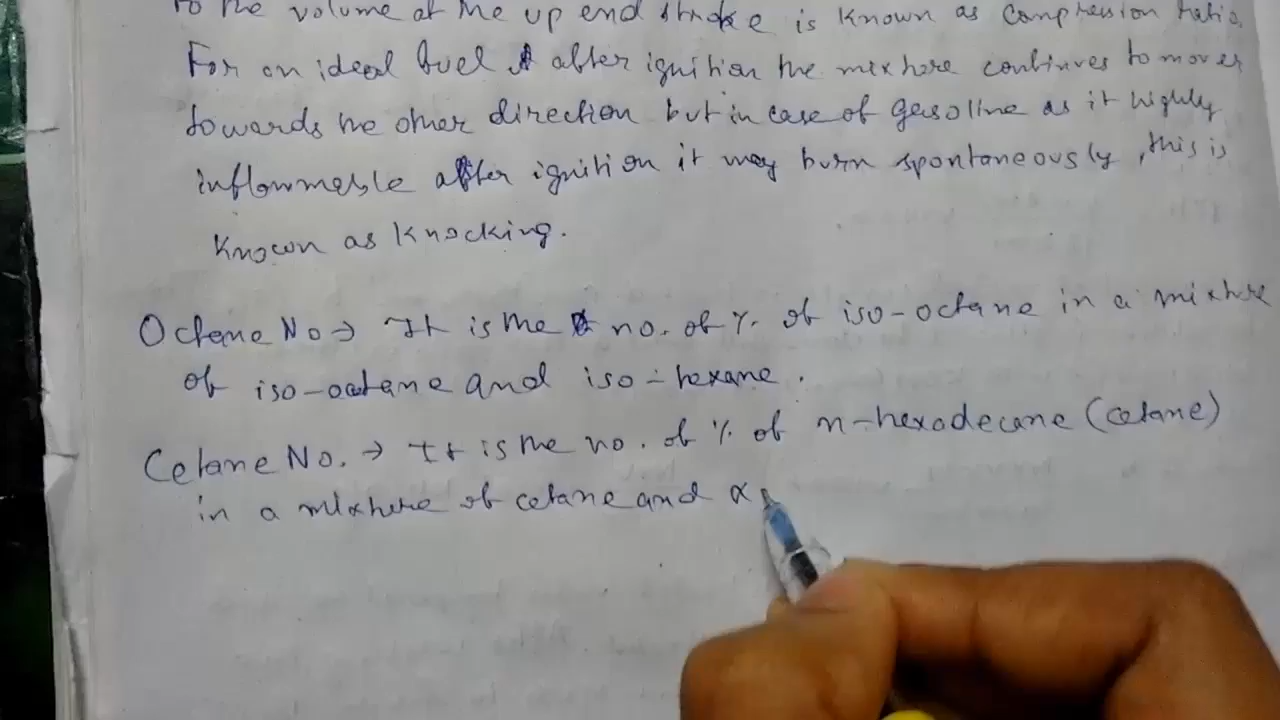 to the volume at the up end stroke is known as compression ratio.
For an ideal fuel after ignition the mixture continues to moves
towards the other direction but in case of gasoline as it highly
inflammable after ignition it may burn spontaneously, this is
known as knocking.
Octane No → It is the no. of % of iso-octane in a mixture
of iso-octane and iso-hexane.
Cetane No. → It is the no. of % of n-hexadecane (cetane)
in a mixture of cetane and α